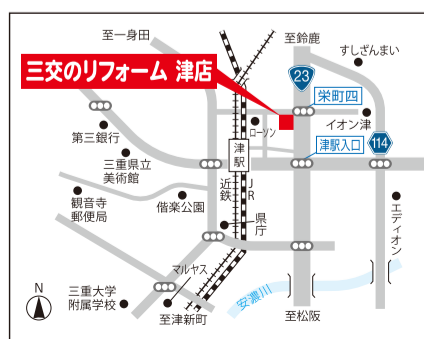 至一身田
至鈴鹿
すしざんまい
三交のリフォーム 津店
23
栄町四
ローソン
イオン津
第三銀行
津駅
津駅入口
114
三重県立
美術館
近鉄
JR
観音寺
郵便局
偕楽公園
県庁
エディオン
マルヤス
安濃川
N
三重大学
附属学校
至津新町
至松阪